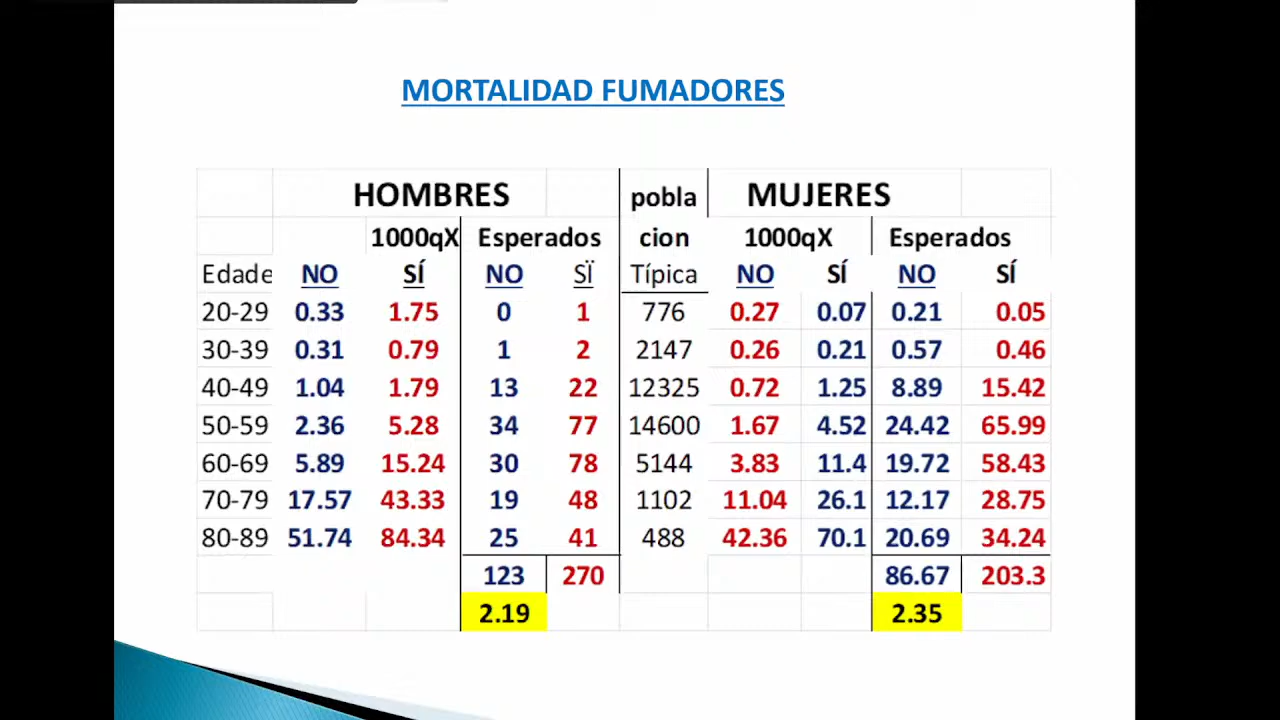 MORTALIDAD FUMADORES
HOMBRES pobla MUJERES
1000qX Esperados cion 1000qX Esperados
Edade NO SÍ NO SÏ Típica NO SÍ NO SÍ
20-29 0.33 1.75 0 1 776 0.27 0.07 0.21 0.05
30-39 0.31 0.79 1 2 2147 0.26 0.21 0.57 0.46
40-49 1.04 1.79 13 22 12325 0.72 1.25 8.89 15.42
50-59 2.36 5.28 34 77 14600 1.67 4.52 24.42 65.99
60-69 5.89 15.24 30 78 5144 3.83 11.4 19.72 58.43
70-79 17.57 43.33 19 48 1102 11.04 26.1 12.17 28.75
80-89 51.74 84.34 25 41 488 42.36 70.1 20.69 34.24
123 270 86.67 203.3
2.19 2.35